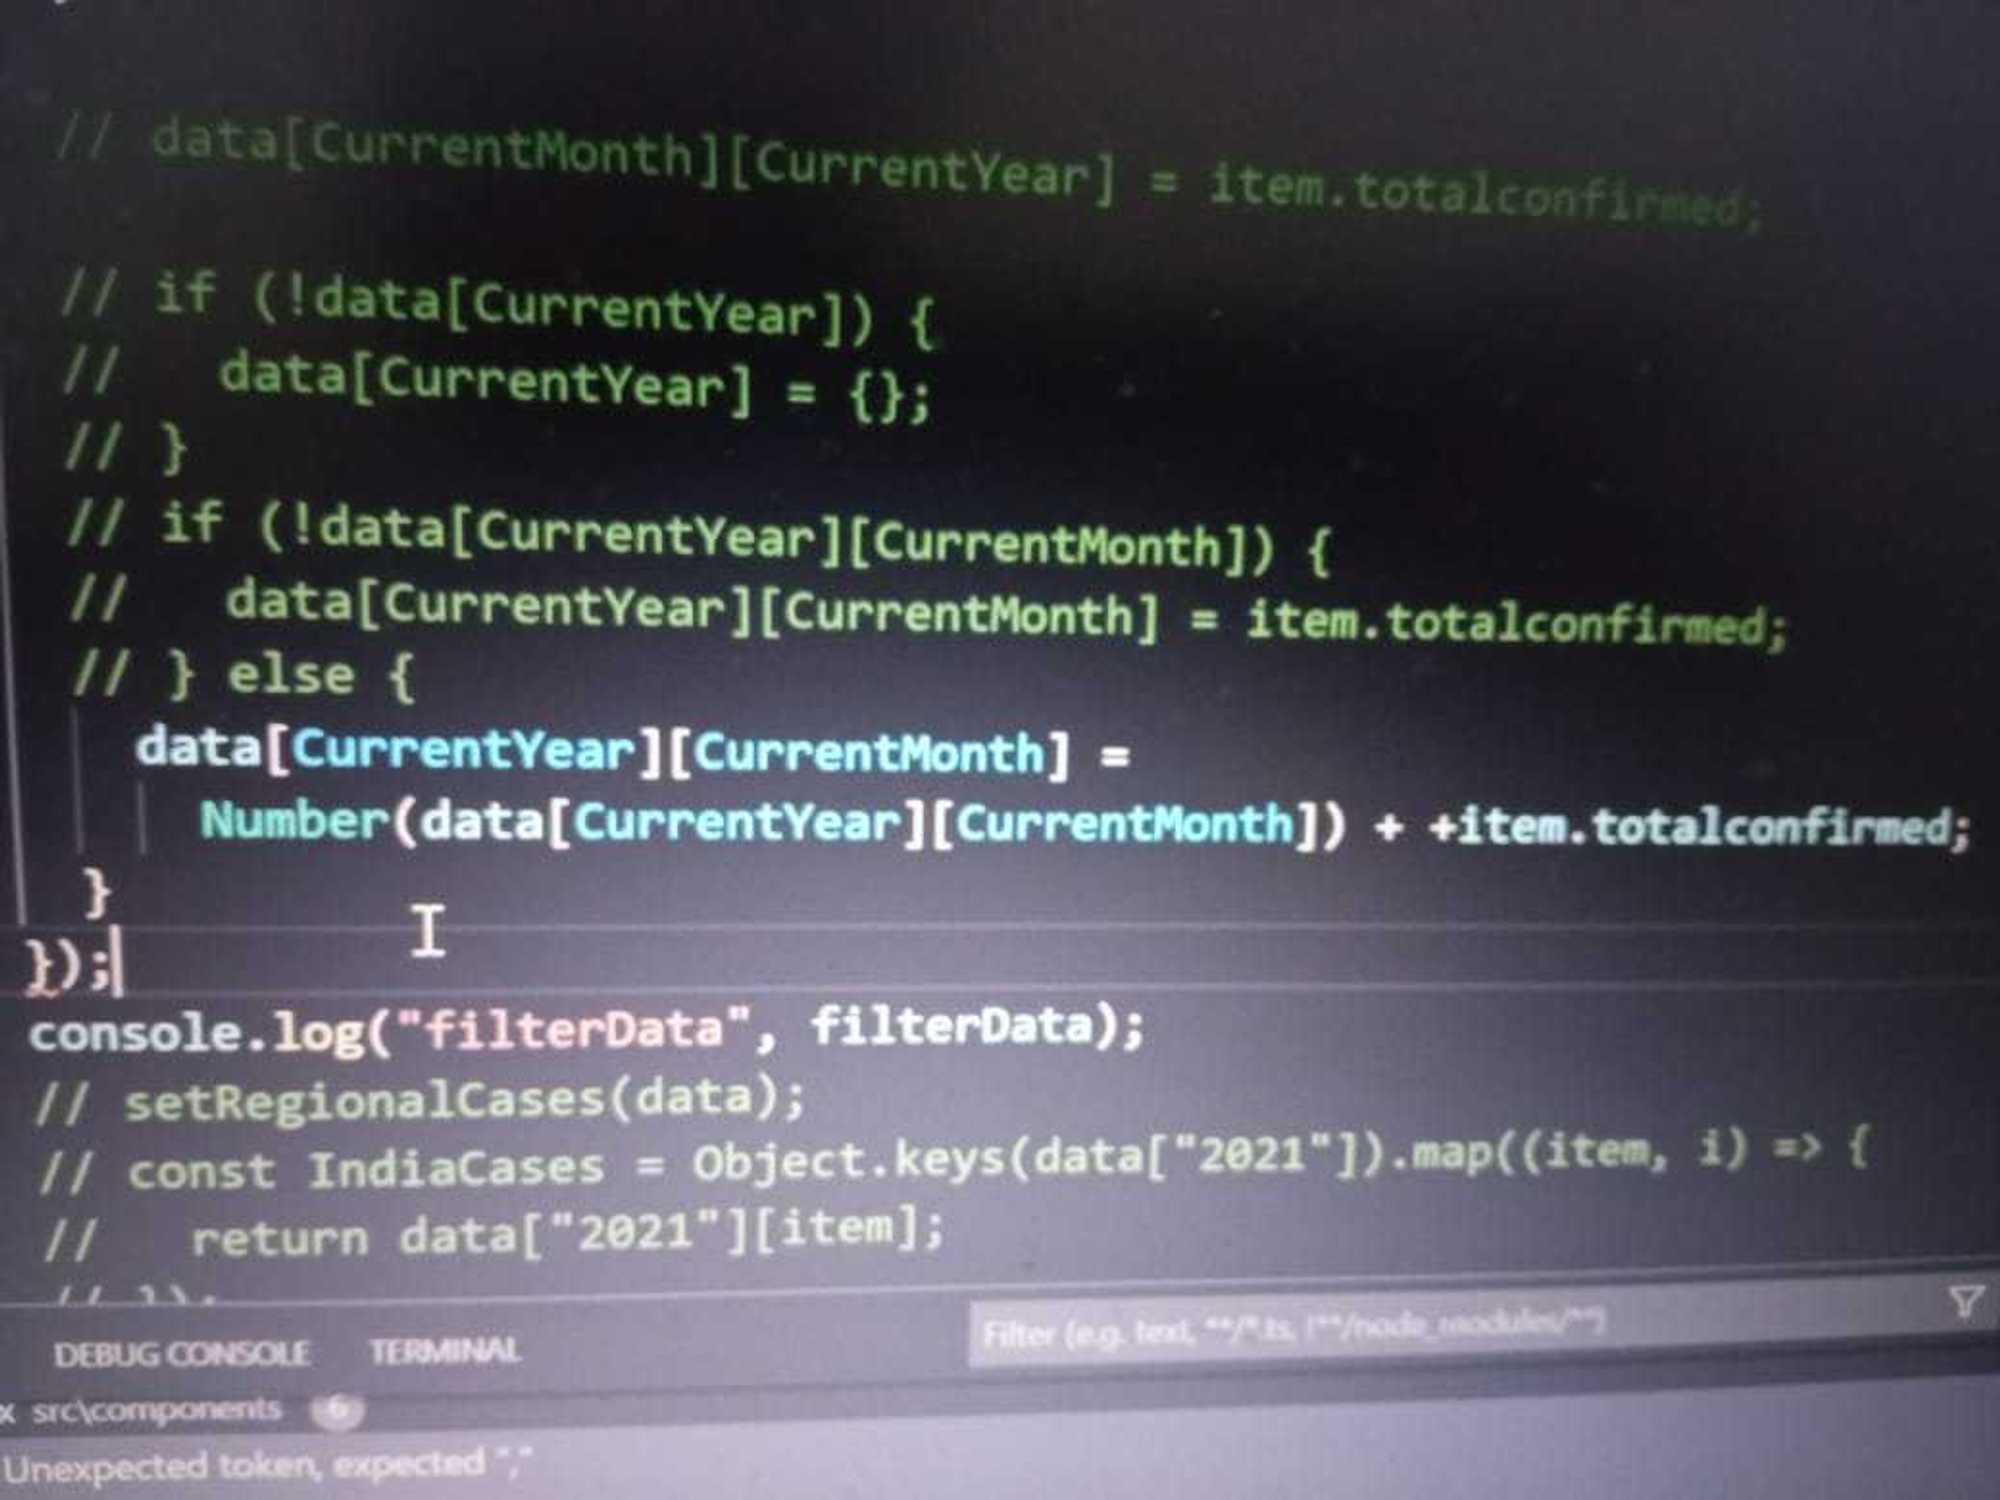 // data[CurrentMonth][CurrentYear] = item.totalconfirmed;
// if (!data[CurrentYear]) {
//   data[CurrentYear] = {};
// }
// if (!data[CurrentYear][CurrentMonth]) {
//   data[CurrentYear][CurrentMonth] = item.totalconfirmed;
// } else {
data[CurrentYear][CurrentMonth] =
Number(data[CurrentYear][CurrentMonth]) + +item.totalconfirmed;
}
});
console.log("filterData", filterData);
// setRegionalCases(data);
// const IndiaCases = Object.keys(data["2021"]).map((item, i) => {
//   return data["2021"][item];
// });
DEBUG CONSOLE TERMINAL Filter (e.g. text, **/*.ts, !**/node_modules/**)
x src\components 6
Unexpected token, expected ","